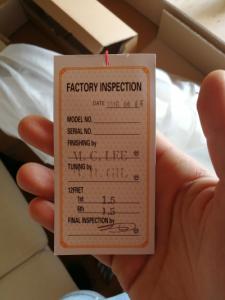 FACTORY INSPECTION
DATE
MODEL NO.
SERIAL NO.
FINISHING by
M. C. LEE
TUNING by
12FRET
1st 1.5
6th 1.5
FINAL INSPECTION by